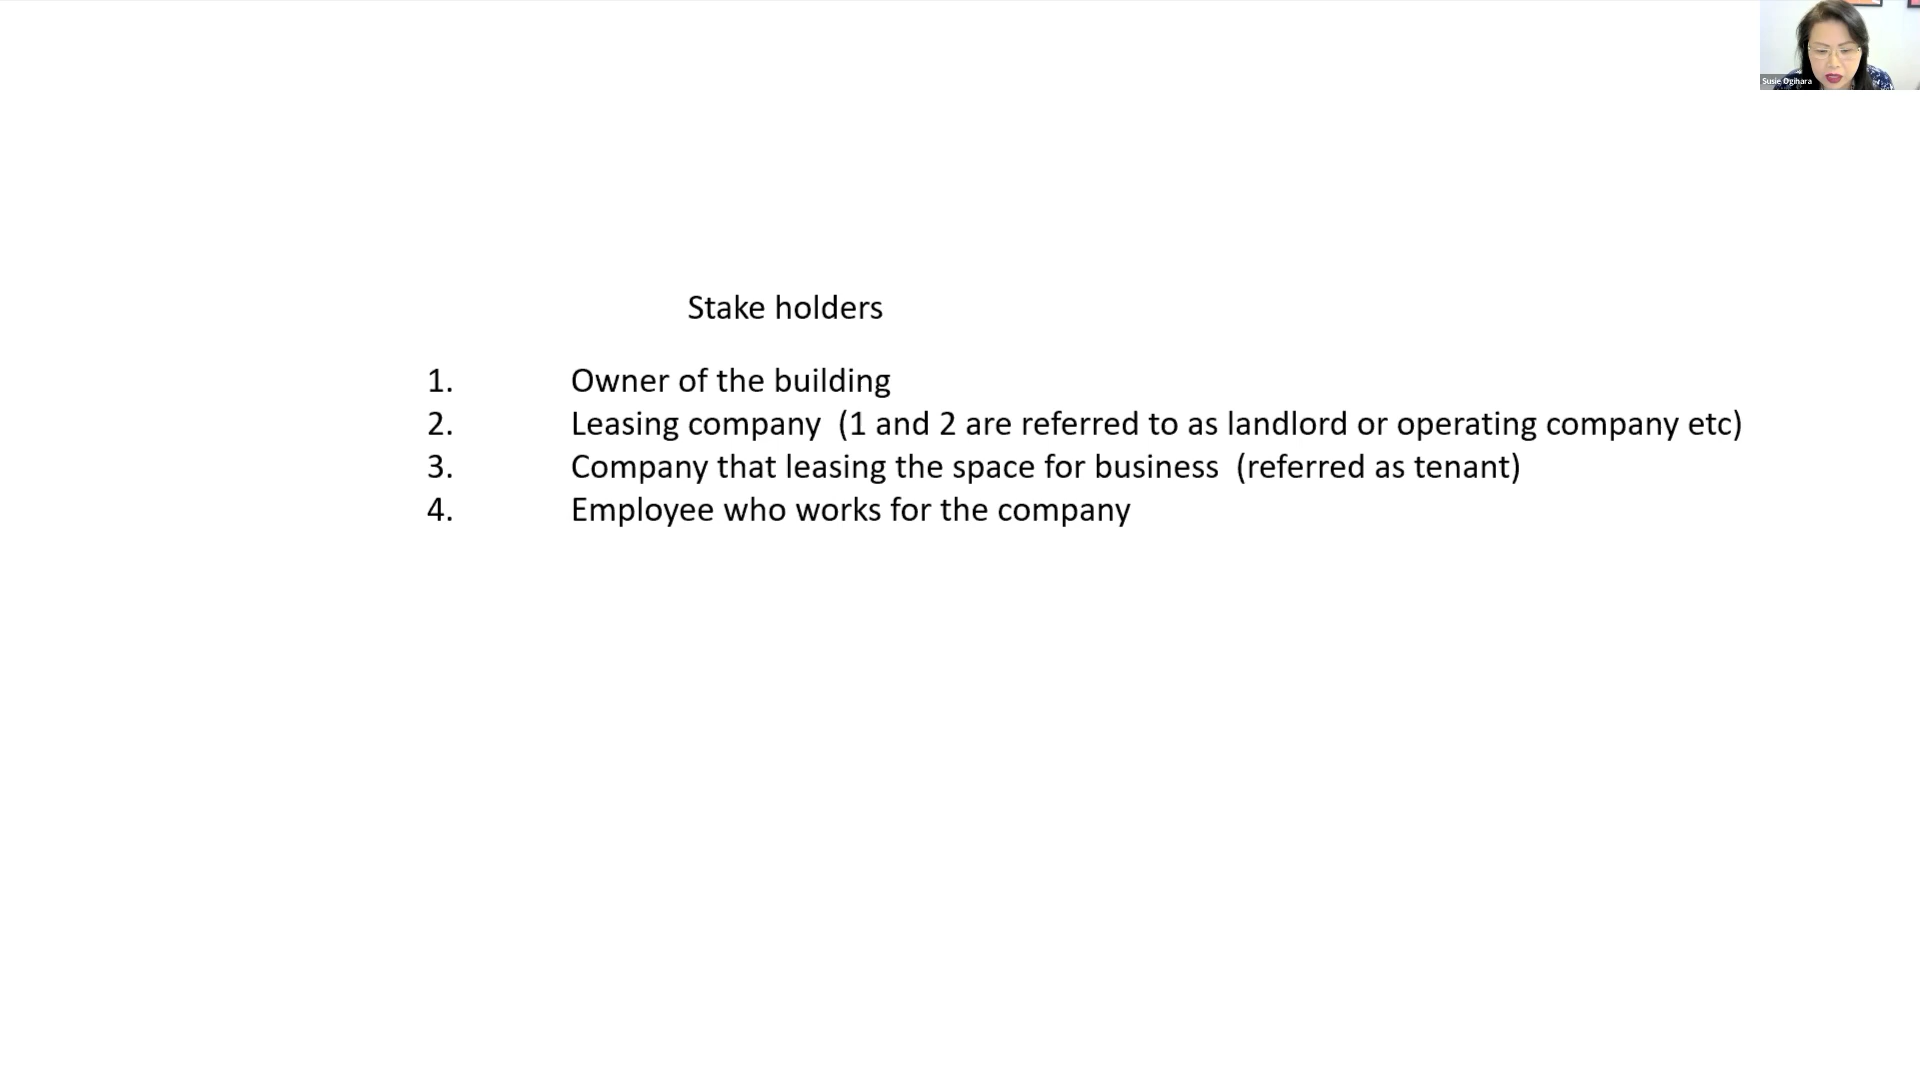 Susie Ogihara
Stake holders
1. Owner of the building
2. Leasing company (1 and 2 are referred to as landlord or operating company etc)
3. Company that leasing the space for business (referred as tenant)
4. Employee who works for the company